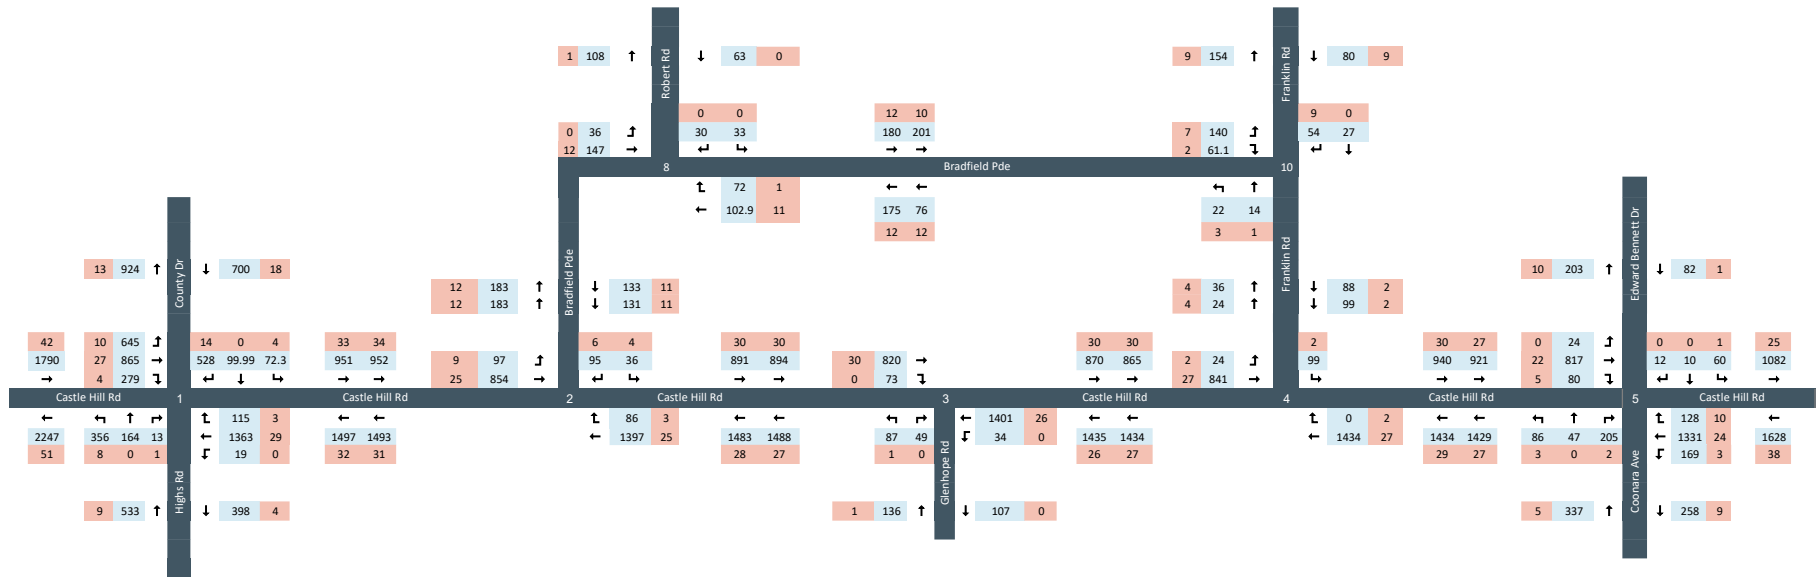 1 108 ↑ ↓ 63 0
Robert Rd
9 154 ↑ ↓ 80 9
Franklin Rd
0 0
0 36 30 33
12 147 →
12 10
180 201
→ →
7 140
2 61.1
9 0
54 27
8 Bradfield Pde 10
72 1
← 102.9 11
← ←
175 76
12 12
22 14
3 1
13 924 ↑ ↓ 700 18
County Dr
12 183 ↑ ↓ 133 11
12 183 ↑ ↓ 131 11
Bradfield Pde
4 36 ↑ ↓ 88 2
4 24 ↑ ↓ 99 2
Franklin Rd
10 203 ↑ ↓ 82 1
Edward Bennett Dr
42
1790
→
10 645
27 865 →
4 279
14 0 4
528 99.99 72.3
33 34
951 952
→ →
9 97
25 854 →
6 4
95 36
30 30
891 894
→ →
30 820 →
0 73
30 30
870 865
→ →
2 24
27 841 →
2
99
30 27
940 921
→ →
0 24
22 817 →
5 80
0 0 1
12 10 60
25
1082
→
Castle Hill Rd 1 Castle Hill Rd 2 Castle Hill Rd 3 Castle Hill Rd 4 Castle Hill Rd 5 Castle Hill Rd
←
2247
51
356 164 13
8 0 1
115 3
← 1363 29
19 0
← ←
1497 1493
32 31
86 3
← 1397 25
← ←
1483 1488
28 27
87 49
1 0
← 1401 26
34 0
← ←
1435 1434
26 27
0 2
← 1434 27
← ←
1434 1429
29 27
86 47 205
3 0 2
128 10
← 1331 24
169 3
←
1628
38
Highs Rd
9 533 ↑ ↓ 398 4
Glenhope Rd
1 136 ↑ ↓ 107 0
Coonara Ave
5 337 ↑ ↓ 258 9